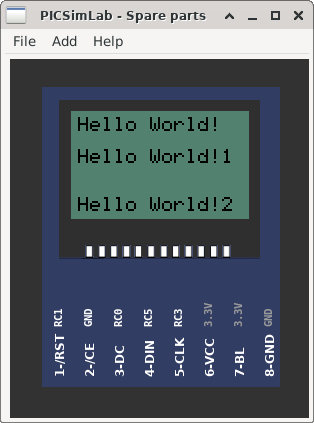 PICSimLab - Spare parts
File Add Help
Hello World!
Hello World!1
Hello World!2
1-/RST RC1
2-/CE GND
3-DC RC0
4-DIN RC5
5-CLK RC3
6-VCC 3.3V
7-BL 3.3V
8-GND GND